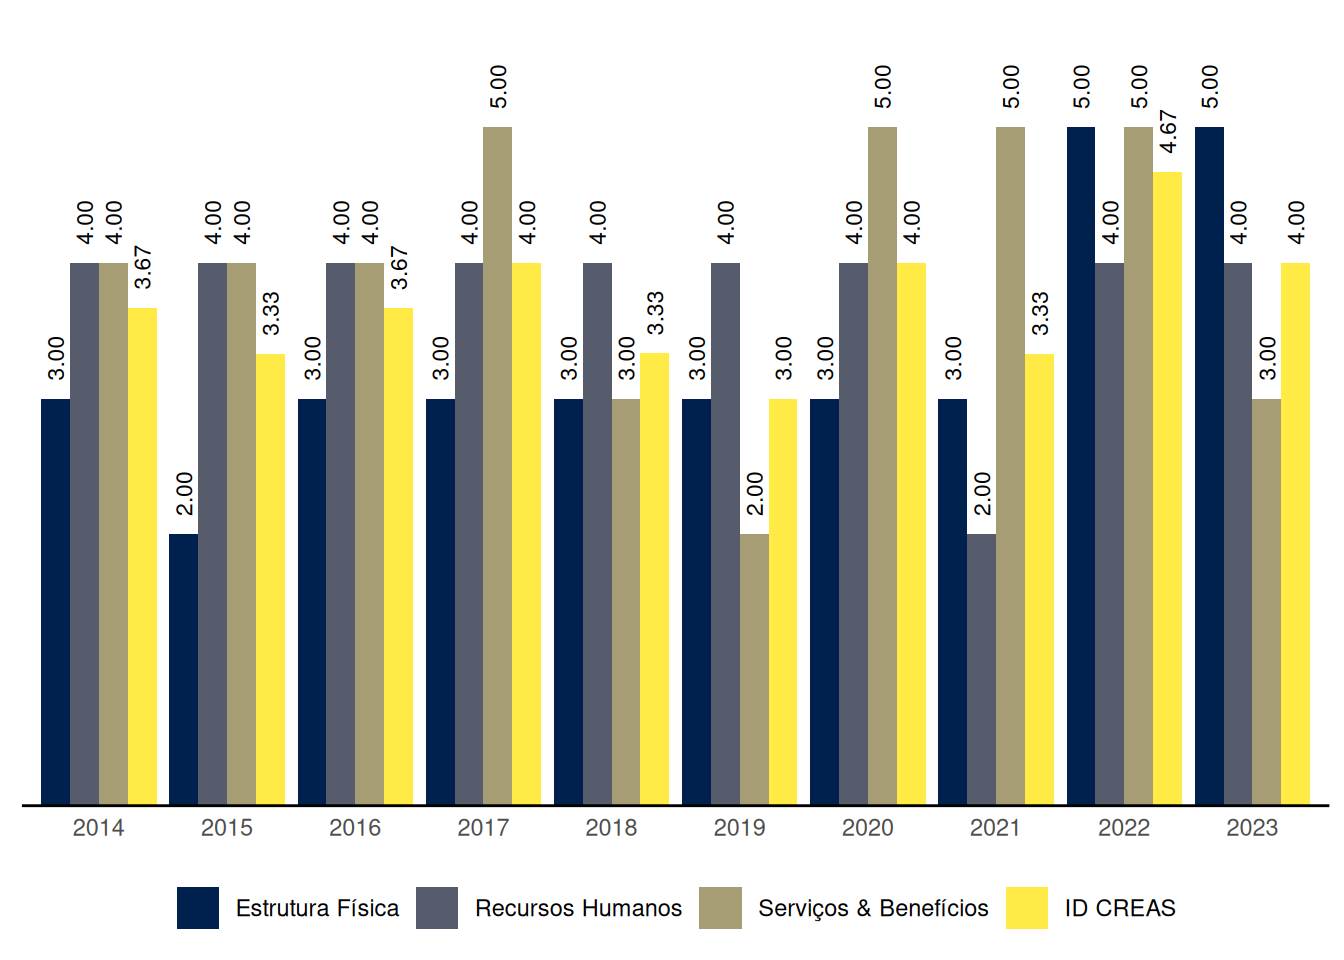 3.00 4.00 4.00 3.67
2.00 4.00 4.00 3.33
3.00 4.00 4.00 3.67
3.00 4.00 5.00 4.00
3.00 4.00 3.00 3.33
3.00 4.00 2.00 3.00
3.00 4.00 5.00 4.00
3.00 2.00 5.00 3.33
5.00 4.00 5.00 4.67
5.00 4.00 3.00 4.00
2014 2015 2016 2017 2018 2019 2020 2021 2022 2023
Estrutura Física Recursos Humanos Serviços & Benefícios ID CREAS